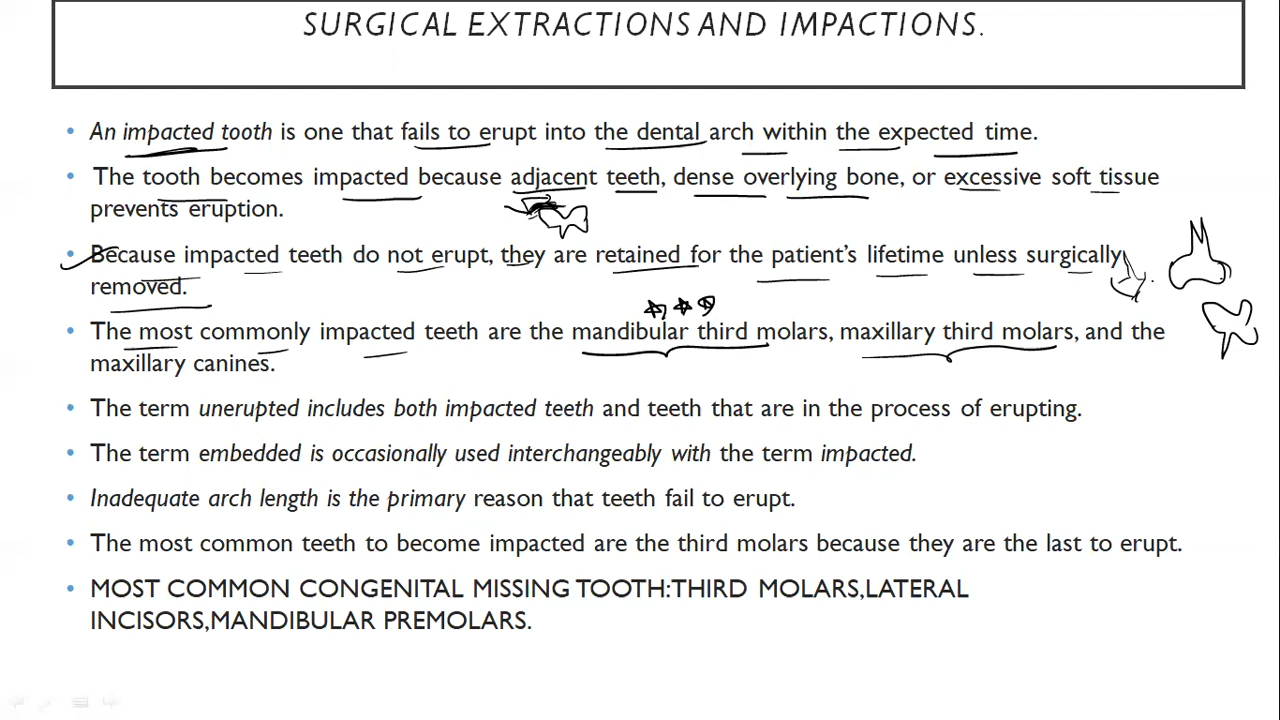 SURGICAL EXTRACTIONS AND IMPACTIONS.
• An impacted tooth is one that fails to erupt into the dental arch within the expected time.
• The tooth becomes impacted because adjacent teeth, dense overlying bone, or excessive soft tissue
prevents eruption.
• Because impacted teeth do not erupt, they are retained for the patient's lifetime unless surgically
removed.
• The most commonly impacted teeth are the mandibular third molars, maxillary third molars, and the
maxillary canines.
• The term unerupted includes both impacted teeth and teeth that are in the process of erupting.
• The term embedded is occasionally used interchangeably with the term impacted.
• Inadequate arch length is the primary reason that teeth fail to erupt.
• The most common teeth to become impacted are the third molars because they are the last to erupt.
• MOST COMMON CONGENITAL MISSING TOOTH:THIRD MOLARS,LATERAL
INCISORS,MANDIBULAR PREMOLARS.